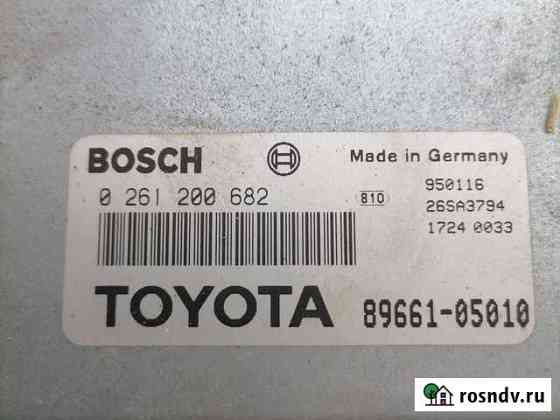 BOSCH
Made in Germany
0 261 200 682
810
950116
26SA3794
1724 0033
TOYOTA
89661-05010
rosndv.ru